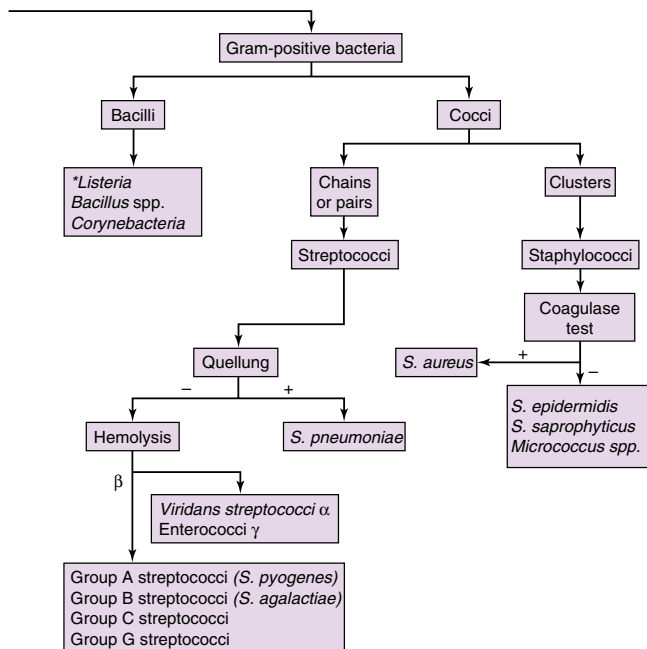 Gram-positive bacteria
Bacilli
Cocci
*Listeria
Bacillus spp.
Corynebacteria
Chains
or pairs
Clusters
Streptococci
Staphylococci
Coagulase
test
Quellung
S. aureus
+
–
–
+
S. epidermidis
S. saprophyticus
Micrococcus spp.
Hemolysis
S. pneumoniae
β
Viridans streptococci α
Enterococci γ
Group A streptococci (S. pyogenes)
Group B streptococci (S. agalactiae)
Group C streptococci
Group G streptococci